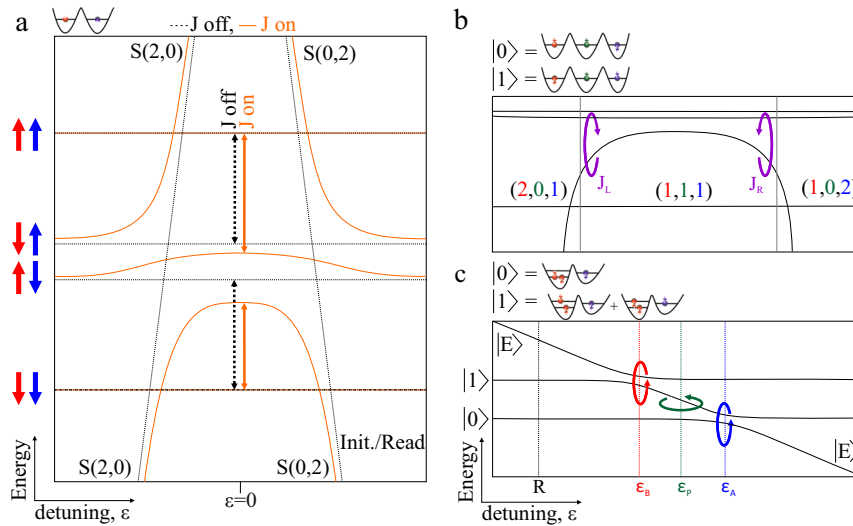 a
J off, J on
S(2,0)
S(0,2)
J off
J on
S(2,0)
S(0,2)
Init./Read
Energy
ε=0
detuning, ε
b
|0⟩ =
|1⟩ =
(2,0,1)
J_L
(1,1,1)
J_R
(1,0,2)
c
|0⟩ =
|1⟩ = +
|E⟩
|1⟩
|0⟩
|E⟩
Energy
R
ε_B
ε_P
ε_A
detuning, ε